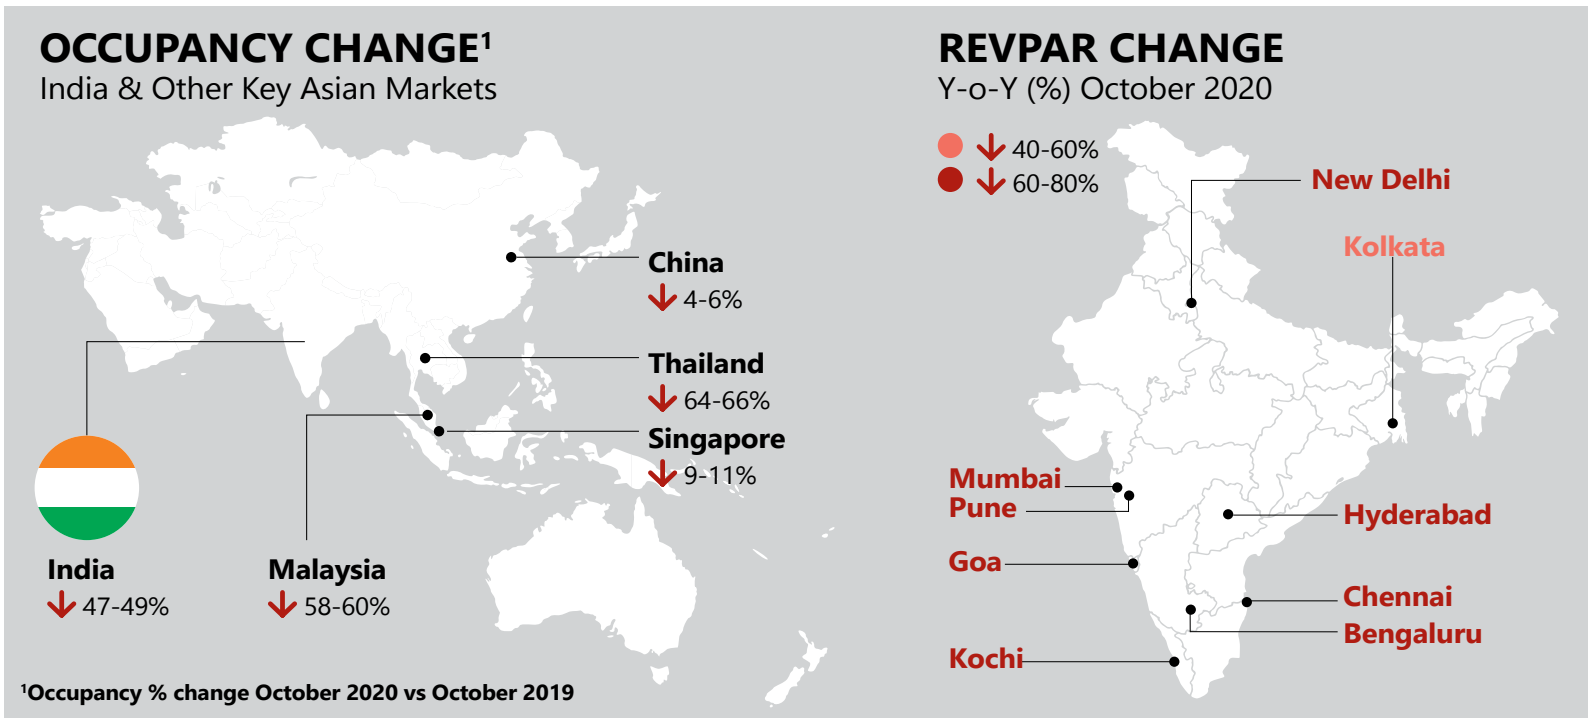 OCCUPANCY CHANGE¹
India & Other Key Asian Markets
China
↓ 4-6%
Thailand
↓ 64-66%
Singapore
↓ 9-11%
India
↓ 47-49%
Malaysia
↓ 58-60%
¹Occupancy % change October 2020 vs October 2019
REVPAR CHANGE
Y-o-Y (%) October 2020
↓ 40-60%
↓ 60-80%
New Delhi
Kolkata
Mumbai
Pune
Hyderabad
Goa
Chennai
Bengaluru
Kochi